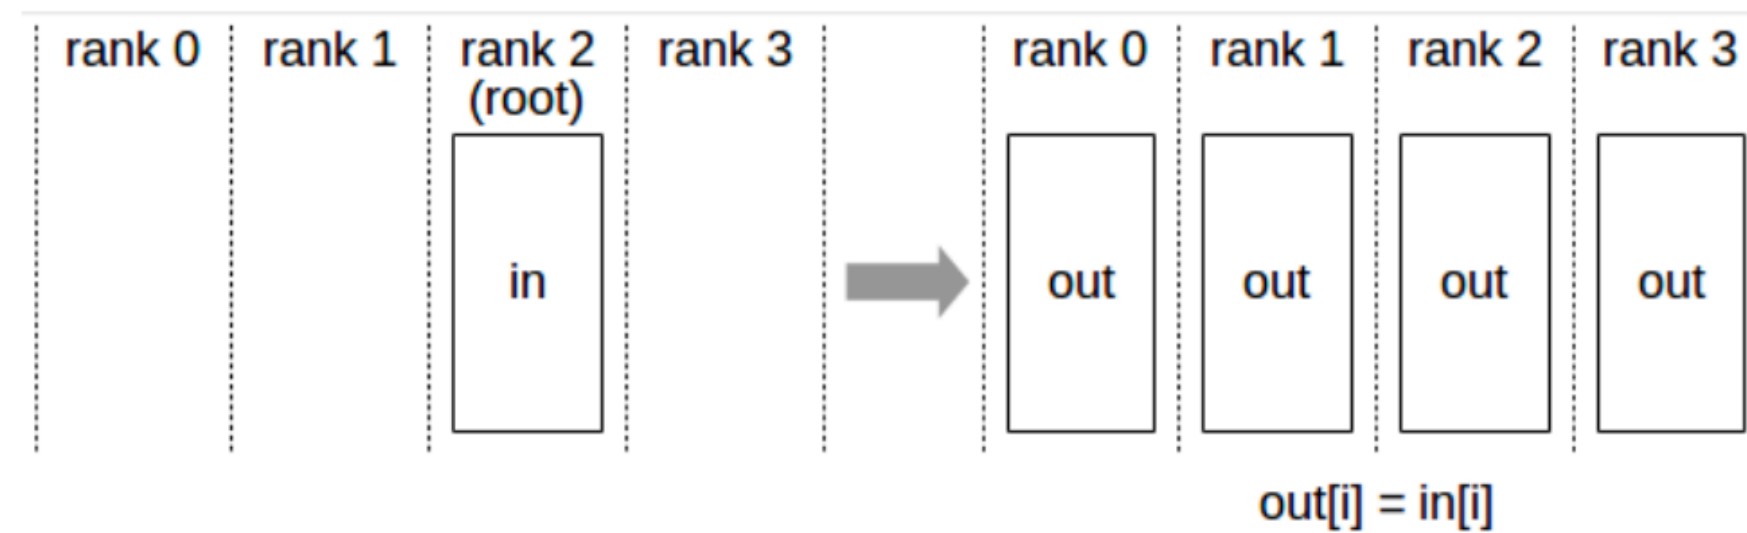 rank 0 rank 1 rank 2 rank 3 rank 0 rank 1 rank 2 rank 3
(root)
in out out out out
out[i] = in[i]